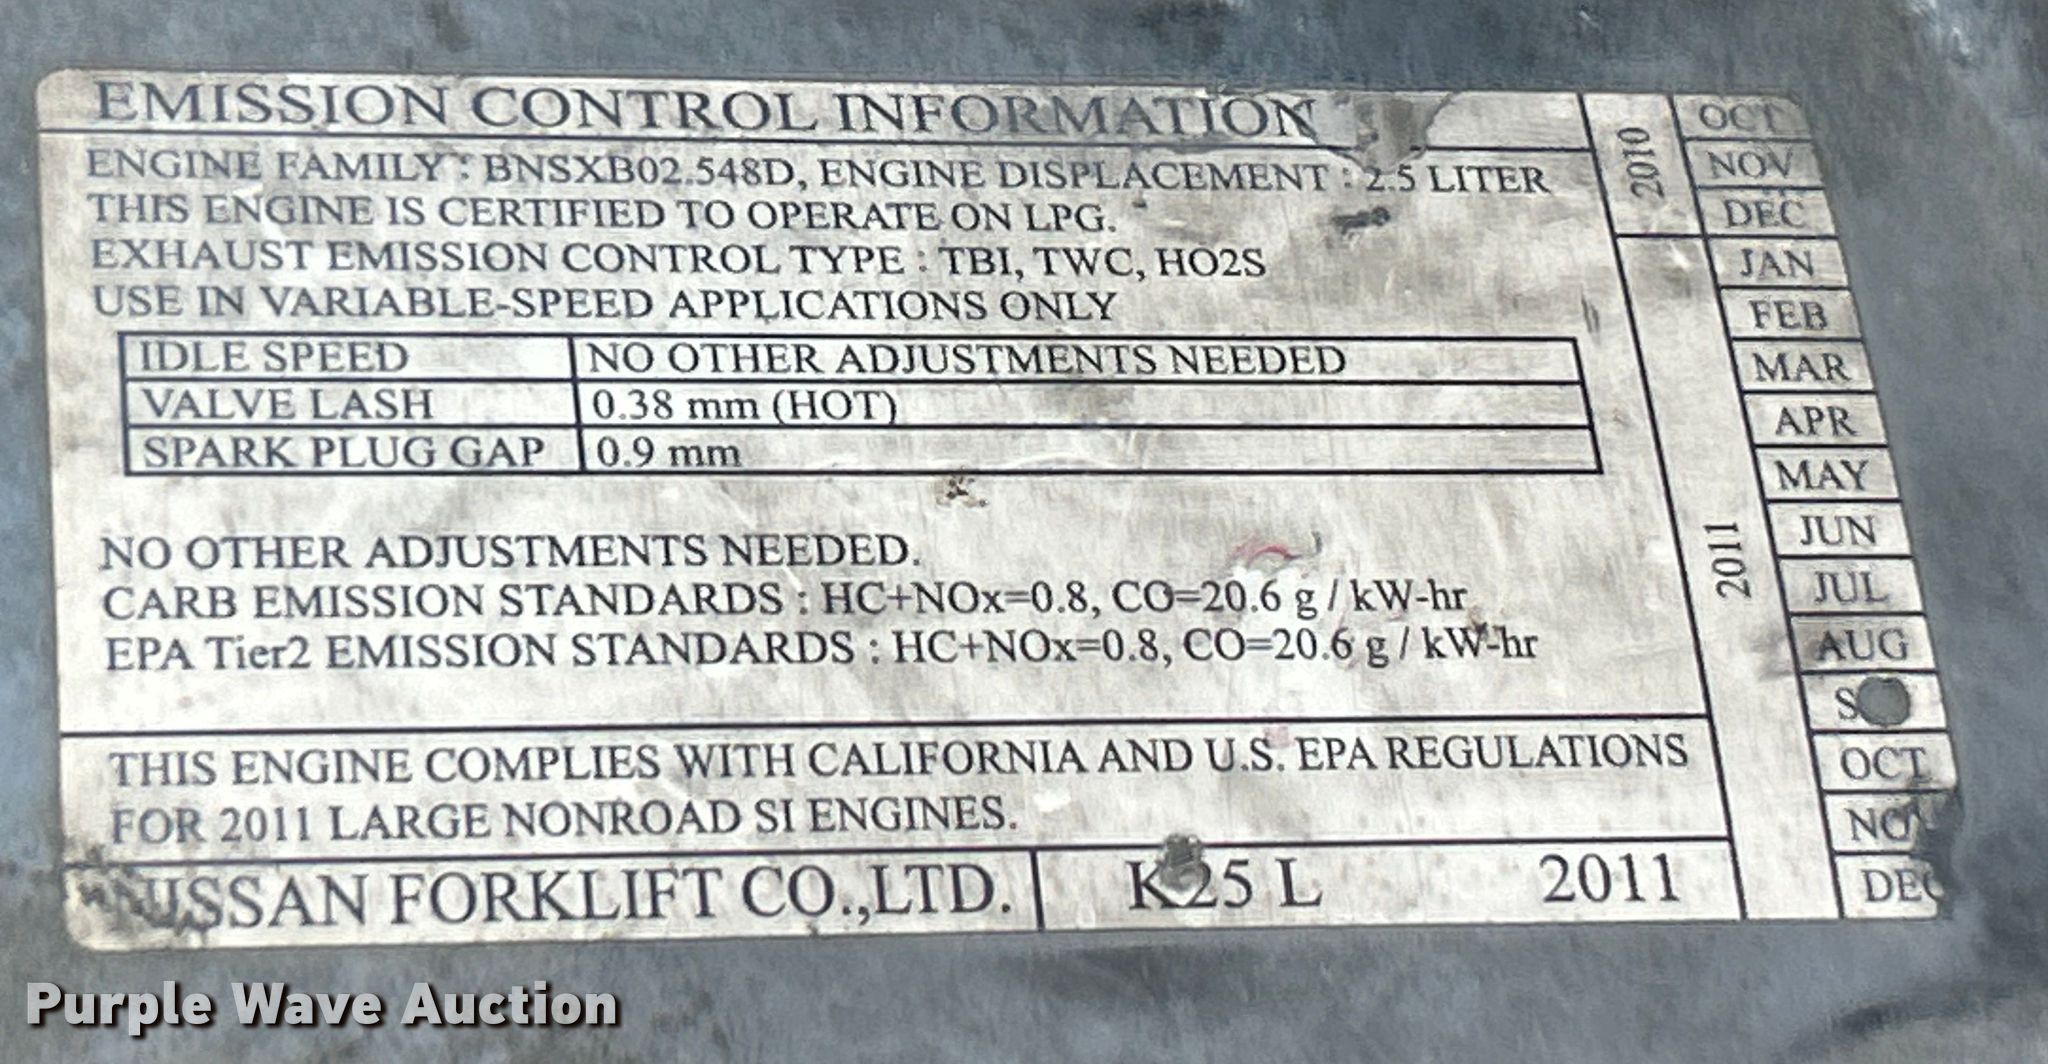 EMISSION CONTROL INFORMATION
ENGINE FAMILY : BNSXB02.548D, ENGINE DISPLACEMENT : 2.5 LITER
THIS ENGINE IS CERTIFIED TO OPERATE ON LPG.
EXHAUST EMISSION CONTROL TYPE : TBI, TWC, HO2S
USE IN VARIABLE-SPEED APPLICATIONS ONLY
IDLE SPEED NO OTHER ADJUSTMENTS NEEDED
VALVE LASH 0.38 mm (HOT)
SPARK PLUG GAP 0.9 mm
NO OTHER ADJUSTMENTS NEEDED.
CARB EMISSION STANDARDS : HC+NOx=0.8, CO=20.6 g / kW-hr
EPA Tier2 EMISSION STANDARDS : HC+NOx=0.8, CO=20.6 g / kW-hr
THIS ENGINE COMPLIES WITH CALIFORNIA AND U.S. EPA REGULATIONS
FOR 2011 LARGE NONROAD SI ENGINES.
NISSAN FORKLIFT CO.,LTD. K25 L 2011
2010
OCT
NOV
DEC
2011
JAN
FEB
MAR
APR
MAY
JUN
JUL
AUG
OCT
NOV
DEC
Purple Wave Auction